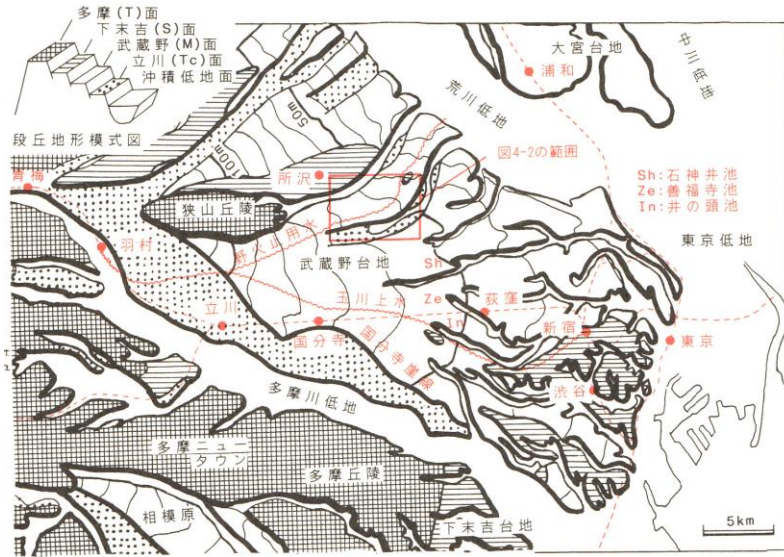 多摩(T)面
下末吉(S)面
武蔵野(M)面
立川(Tc)面
沖積低地面
段丘地形模式図
大宮台地
浦和
中川低地
荒川低地
50m
100m
図4-2の範囲
青梅
所沢
Sh:石神井池
Ze:善福寺池
In:井の頭池
狭山丘陵
野火止用水
羽村
武蔵野台地
Sh
東京低地
立川
玉川上水
Ze
荻窪
国分寺
In
新宿
東京
国分寺崖線
多摩川低地
渋谷
多摩ニュー
タウン
多摩丘陵
相模原
下末吉台地
5km